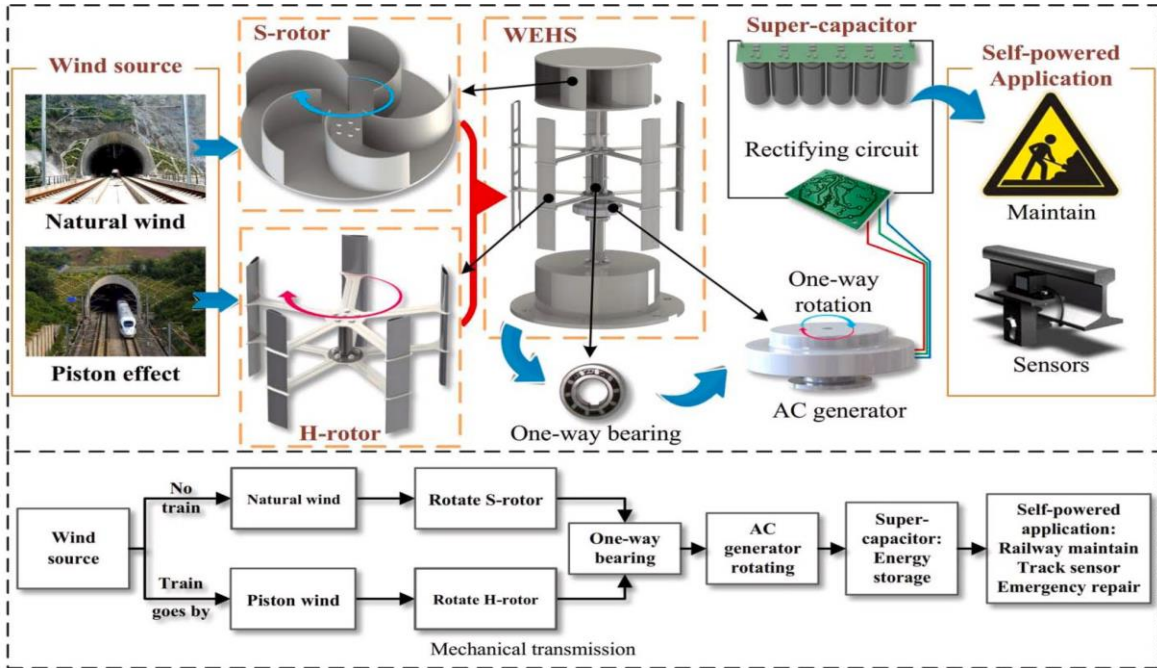 Wind source
Natural wind
Piston effect
S-rotor
H-rotor
WEHS
One-way bearing
Super-capacitor
Rectifying circuit
One-way
rotation
AC generator
Self-powered
Application
Maintain
Sensors
Wind
source
No
train
Natural wind
Rotate S-rotor
Train
goes by
Piston wind
Rotate H-rotor
One-way
bearing
AC
generator
rotating
Super-
capacitor:
Energy
storage
Self-powered
application:
Railway maintain
Track sensor
Emergency repair
Mechanical transmission